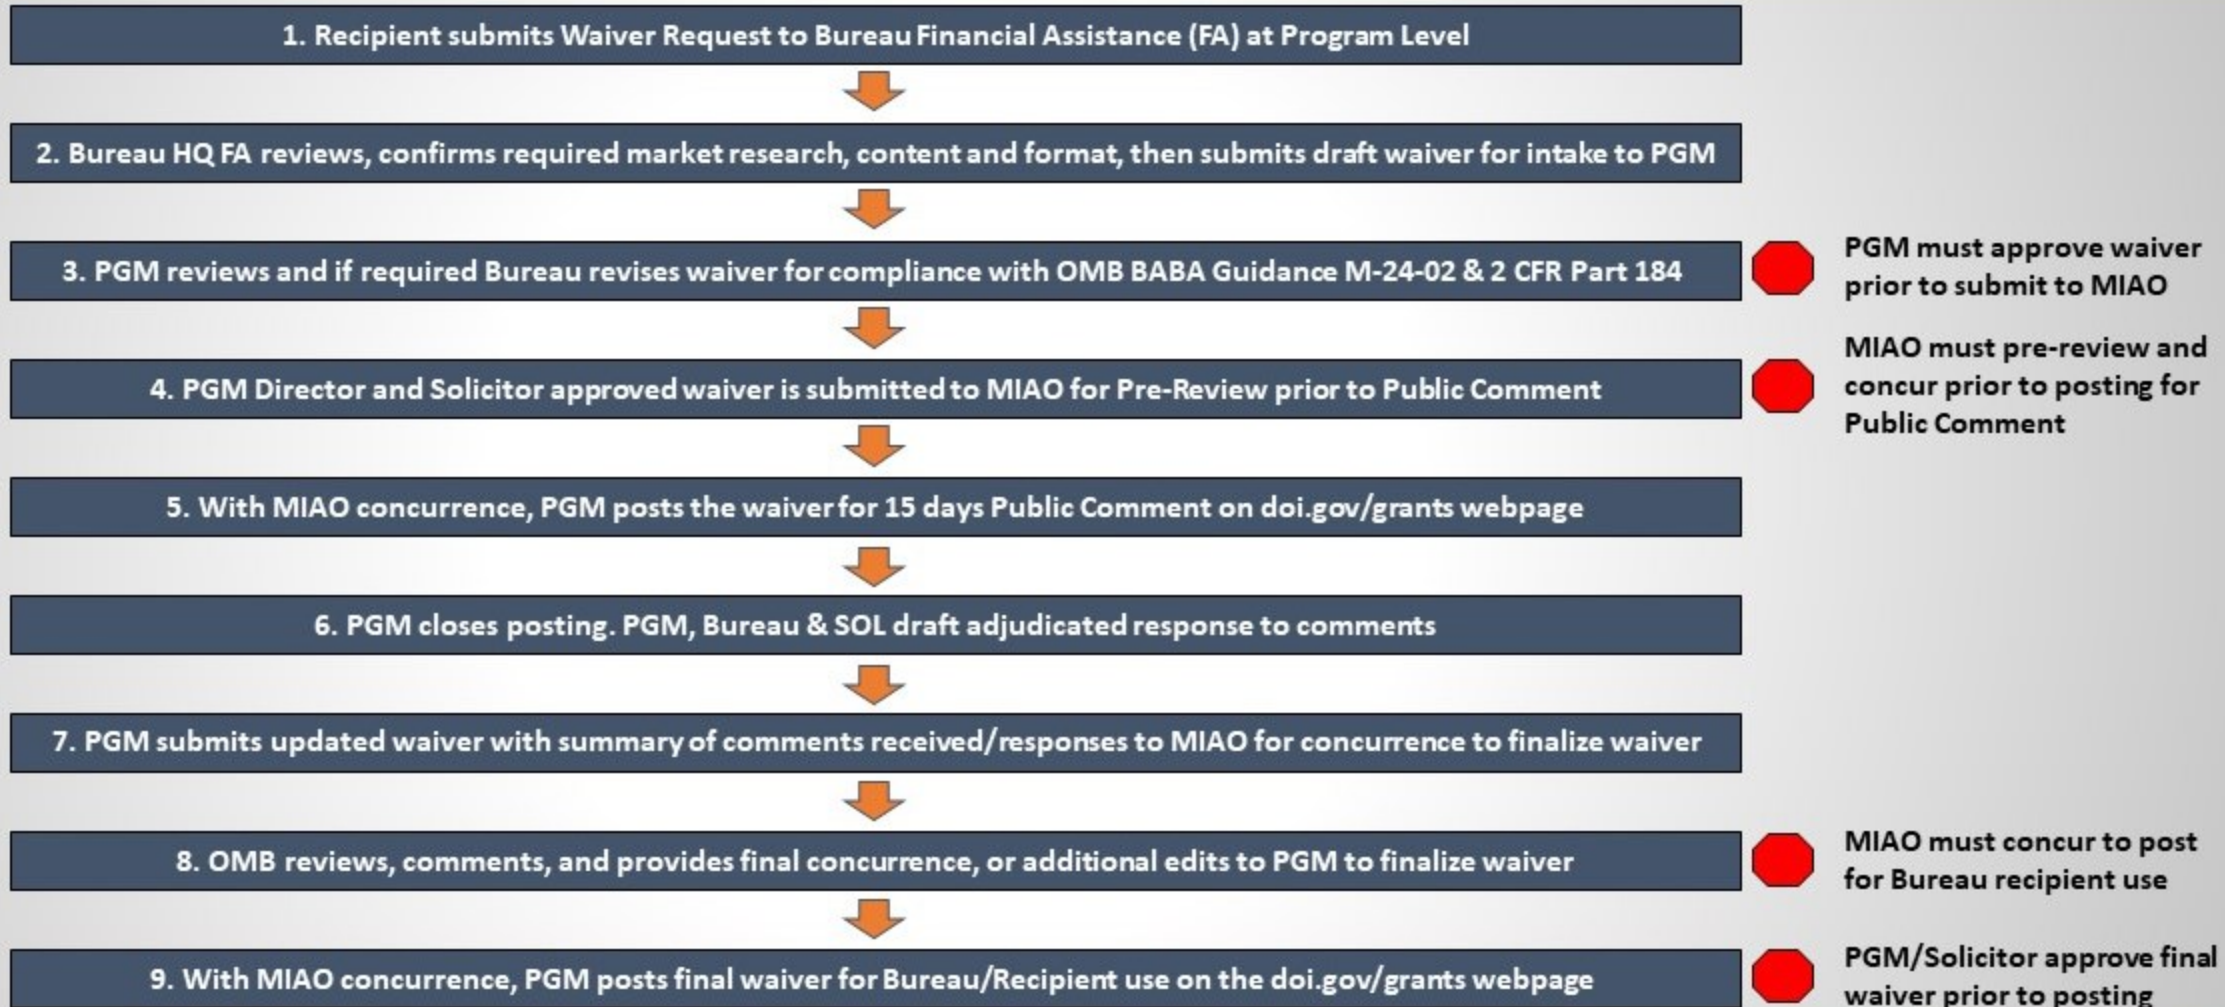 1. Recipient submits Waiver Request to Bureau Financial Assistance (FA) at Program Level
2. Bureau HQ FA reviews, confirms required market research, content and format, then submits draft waiver for intake to PGM
3. PGM reviews and if required Bureau revises waiver for compliance with OMB BABA Guidance M-24-02 & 2 CFR Part 184
PGM must approve waiver
prior to submit to MIAO
4. PGM Director and Solicitor approved waiver is submitted to MIAO for Pre-Review prior to Public Comment
MIAO must pre-review and
concur prior to posting for
Public Comment
5. With MIAO concurrence, PGM posts the waiver for 15 days Public Comment on doi.gov/grants webpage
6. PGM closes posting. PGM, Bureau & SOL draft adjudicated response to comments
7. PGM submits updated waiver with summary of comments received/responses to MIAO for concurrence to finalize waiver
8. OMB reviews, comments, and provides final concurrence, or additional edits to PGM to finalize waiver
MIAO must concur to post
for Bureau recipient use
9. With MIAO concurrence, PGM posts final waiver for Bureau/Recipient use on the doi.gov/grants webpage
PGM/Solicitor approve final
waiver prior to posting